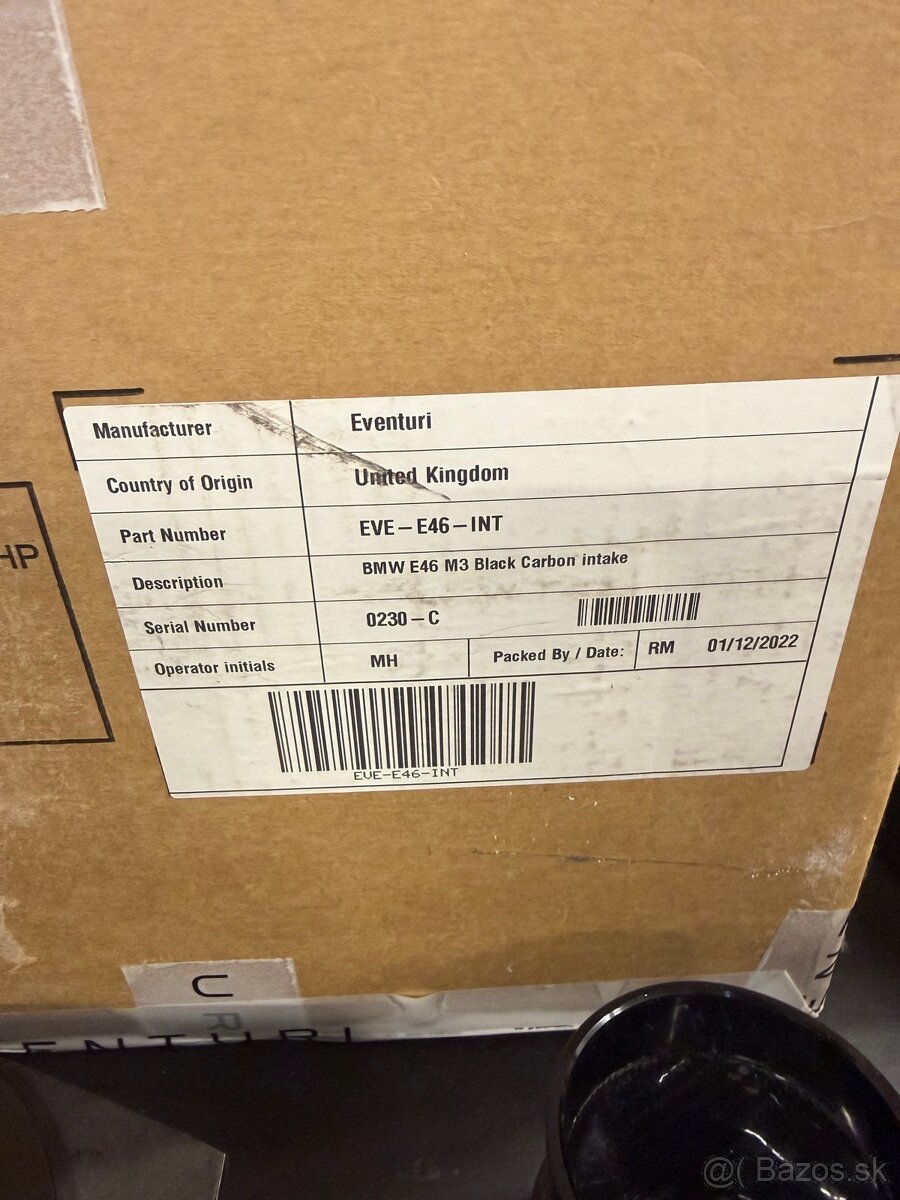 HP
Manufacturer Eventuri
Country of Origin United Kingdom
Part Number EVE-E46-INT
Description BMW E46 M3 Black Carbon intake
Serial Number 0230-C
Operator initials MH Packed By / Date: RM 01/12/2022
EVE-E46-INT
U
R
ENTURI
@( Bazos.sk